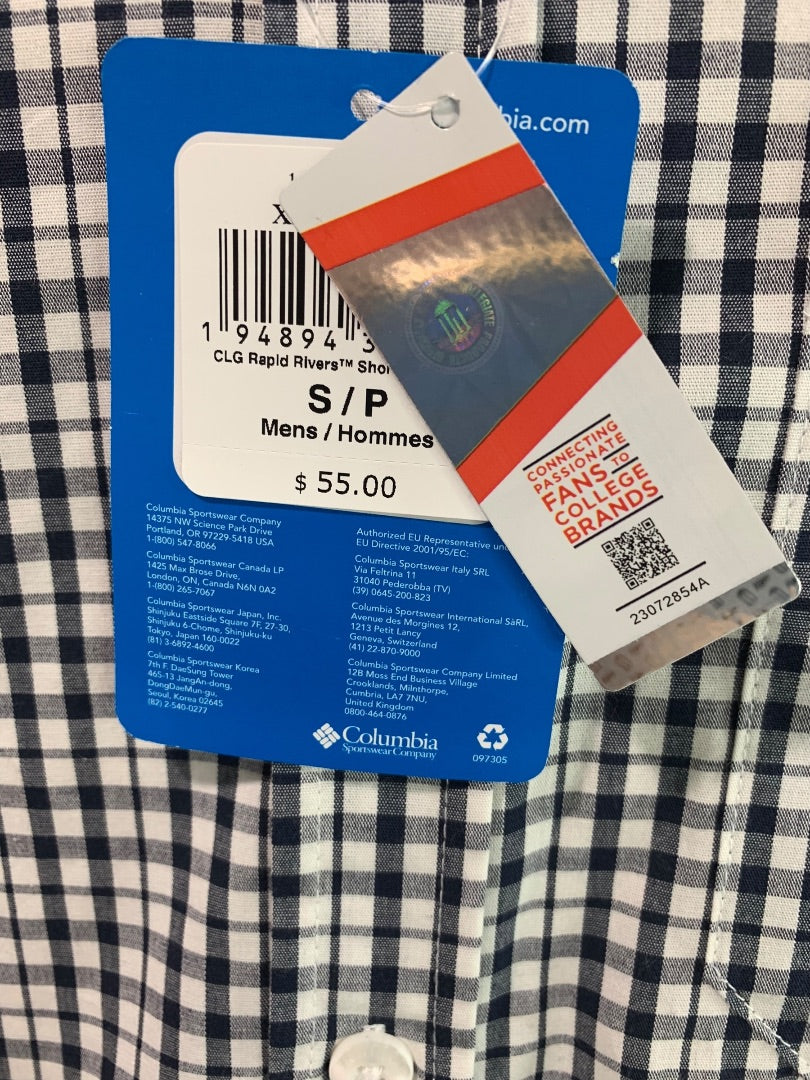 bia.com
X
1 94894 3
CLG Rapid Rivers™ Shor
S / P
Mens / Hommes
$ 55.00
Columbia Sportswear Company
14375 NW Science Park Drive
Portland, OR 97229-5418 USA
1-(800) 547-8066
Columbia Sportswear Canada LP
1425 Max Brose Drive,
London, ON, Canada N6N 0A2
1-(800) 265-7067
Columbia Sportswear Japan, Inc.
Shinjuku Eastside Square 7F, 27-30,
Shinjuku 6-Chome, Shinjuku-ku
Tokyo, Japan 160-0022
(81) 3-6892-4600
Columbia Sportswear Korea
7th F. DaeSung Tower
465-13 JangAn-dong,
DongDaeMun-gu,
Seoul, Korea 02645
(82) 2-540-0277
Authorized EU Representative und
EU Directive 2001/95/EC:
Columbia Sportswear Italy SRL
Via Feltrina 11
31040 Pederobba (TV)
(39) 0645-200-823
Columbia Sportswear International SàRL,
Avenue des Morgines 12,
1213 Petit Lancy
Geneva, Switzerland
(41) 22-870-9000
Columbia Sportswear Company Limited
12B Moss End Business Village
Crooklands, Milnthorpe,
Cumbria, LA7 7NU,
United Kingdom
0800-464-0876
Columbia
Sportswear Company
097305
CONNECTING
PASSIONATE
FANS TO
COLLEGE
BRANDS
23072854A